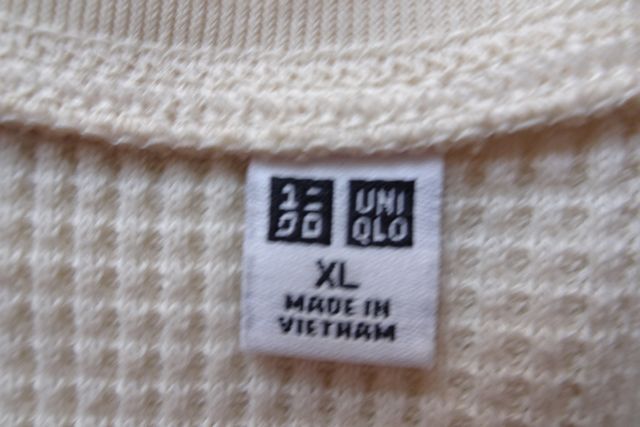 ユニ UNI
クロ QLO
XL
MADE IN
VIETNAM